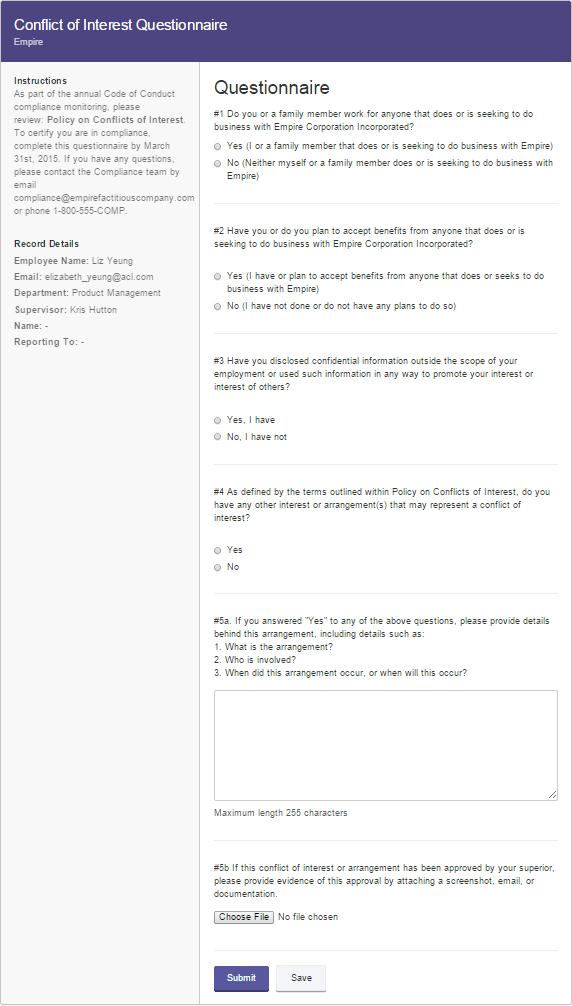 Conflict of Interest Questionnaire
Empire
Instructions
As part of the annual Code of Conduct
compliance monitoring, please
review: Policy on Conflicts of Interest.
To certify you are in compliance,
complete this questionnaire by March
31st, 2015. If you have any questions,
please contact the Compliance team by
email
compliance@empirefactitiouscompany.com
or phone 1-800-555-COMP.
Record Details
Employee Name: Liz Yeung
Email: elizabeth_yeung@acl.com
Department: Product Management
Supervisor: Kris Hutton
Name: -
Reporting To: -
Questionnaire
#1 Do you or a family member work for anyone that does or is seeking to do
business with Empire Corporation Incorporated?
Yes (I or a family member that does or is seeking to do business with Empire)
No (Neither myself or a family member does or is seeking to do business with
Empire)
#2 Have you or do you plan to accept benefits from anyone that does or is
seeking to do business with Empire Corporation Incorporated?
Yes (I have or plan to accept benefits from anyone that does or seeks to do
business with Empire)
No (I have not done or do not have any plans to do so)
#3 Have you disclosed confidential information outside the scope of your
employment or used such information in any way to promote your interest or
interest of others?
Yes, I have
No, I have not
#4 As defined by the terms outlined within Policy on Conflicts of Interest, do you
have any other interest or arrangement(s) that may represent a conflict of
interest?
Yes
No
#5a. If you answered "Yes" to any of the above questions, please provide details
behind this arrangement, including details such as:
1. What is the arrangement?
2. Who is involved?
3. When did this arrangement occur, or when will this occur?
Maximum length 255 characters
#5b If this conflict of interest or arrangement has been approved by your superior,
please provide evidence of this approval by attaching a screenshot, email, or
documentation.
Choose File No file chosen
Submit Save